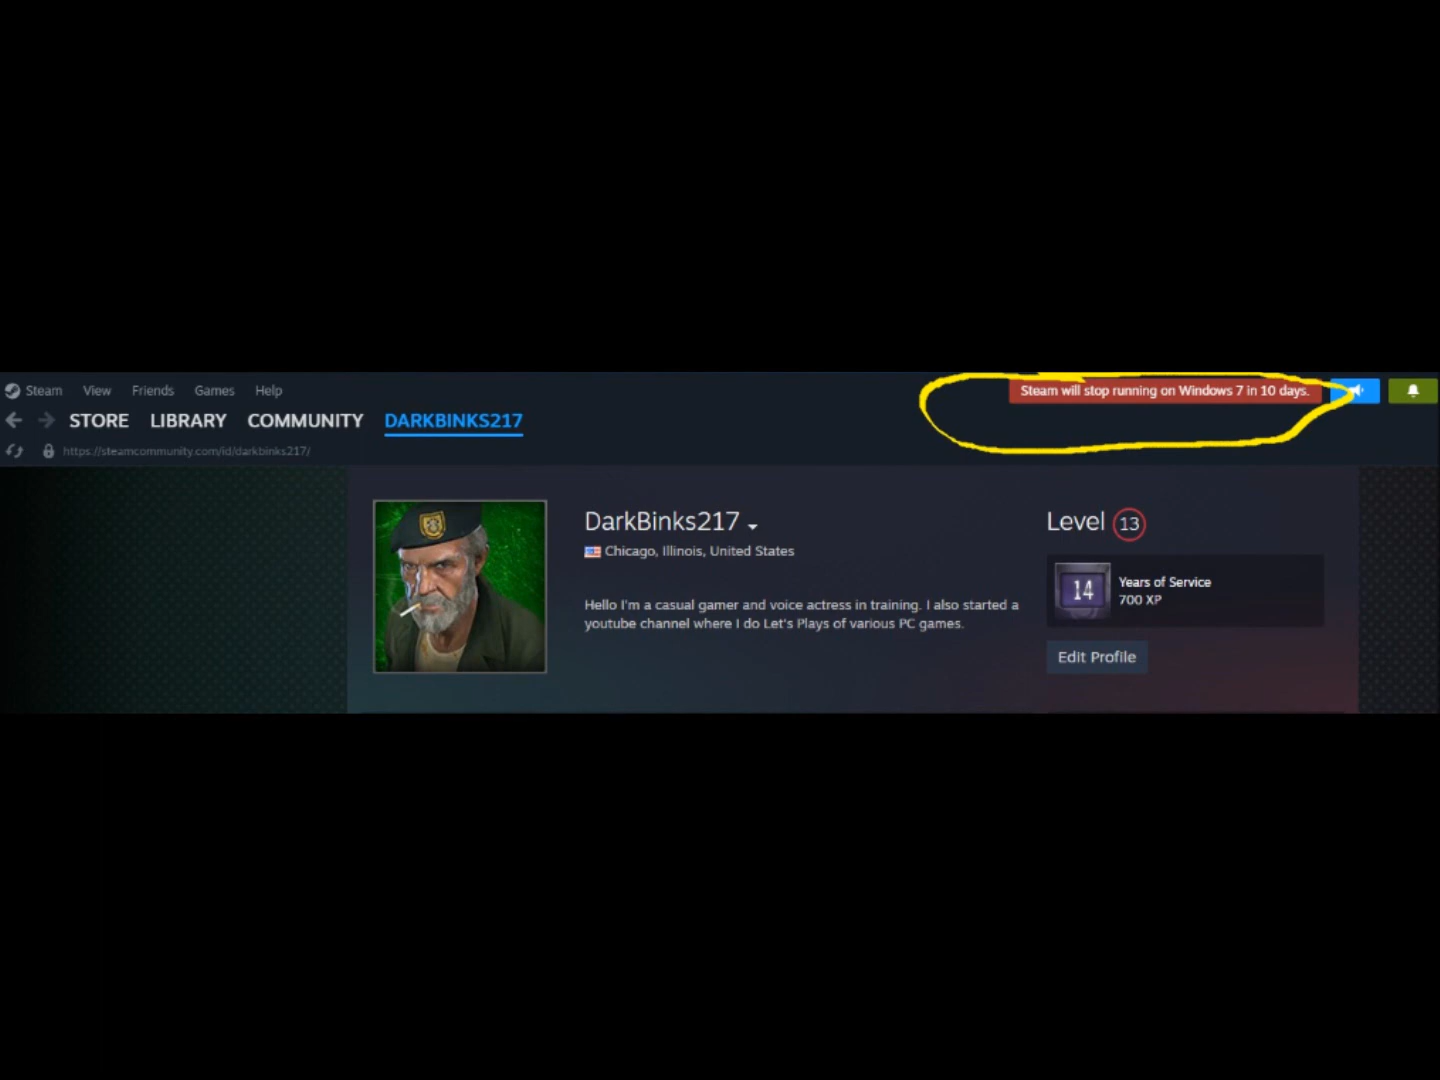 Steam View Friends Games Help
Steam will stop running on Windows 7 in 10 days.
STORE LIBRARY COMMUNITY DARKBINKS217
https://steamcommunity.com/id/darkbinks217/
DarkBinks217
Level 13
Chicago, Illinois, United States
14
Years of Service
700 XP
Hello I'm a casual gamer and voice actress in training. I also started a
youtube channel where I do Let's Plays of various PC games.
Edit Profile